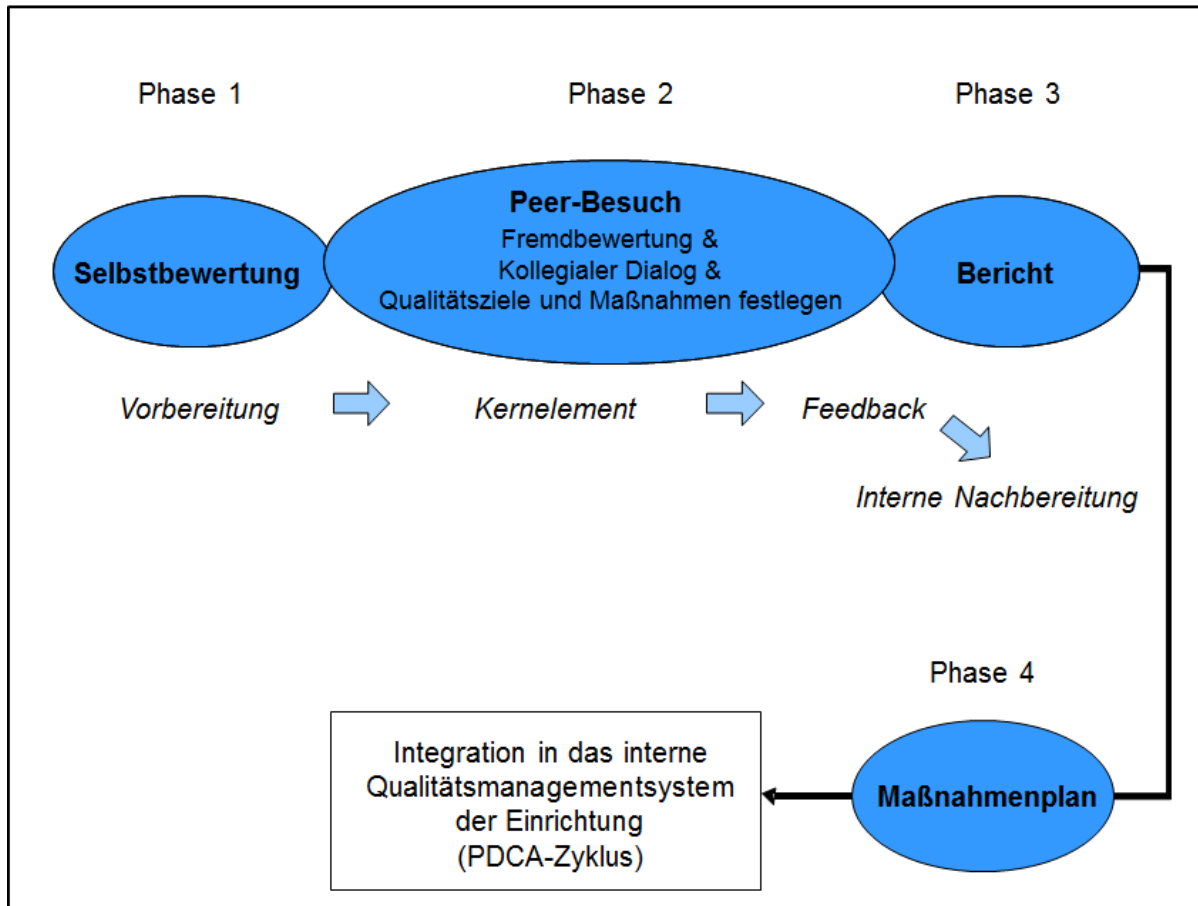 Phase 1
Phase 2
Phase 3
Selbstbewertung
Peer-Besuch
Fremdbewertung &
Kollegialer Dialog &
Qualitätsziele und Maßnahmen festlegen
Bericht
Vorbereitung
Kernelement
Feedback
Interne Nachbereitung
Phase 4
Maßnahmenplan
Integration in das interne
Qualitätsmanagementsystem
der Einrichtung
(PDCA-Zyklus)